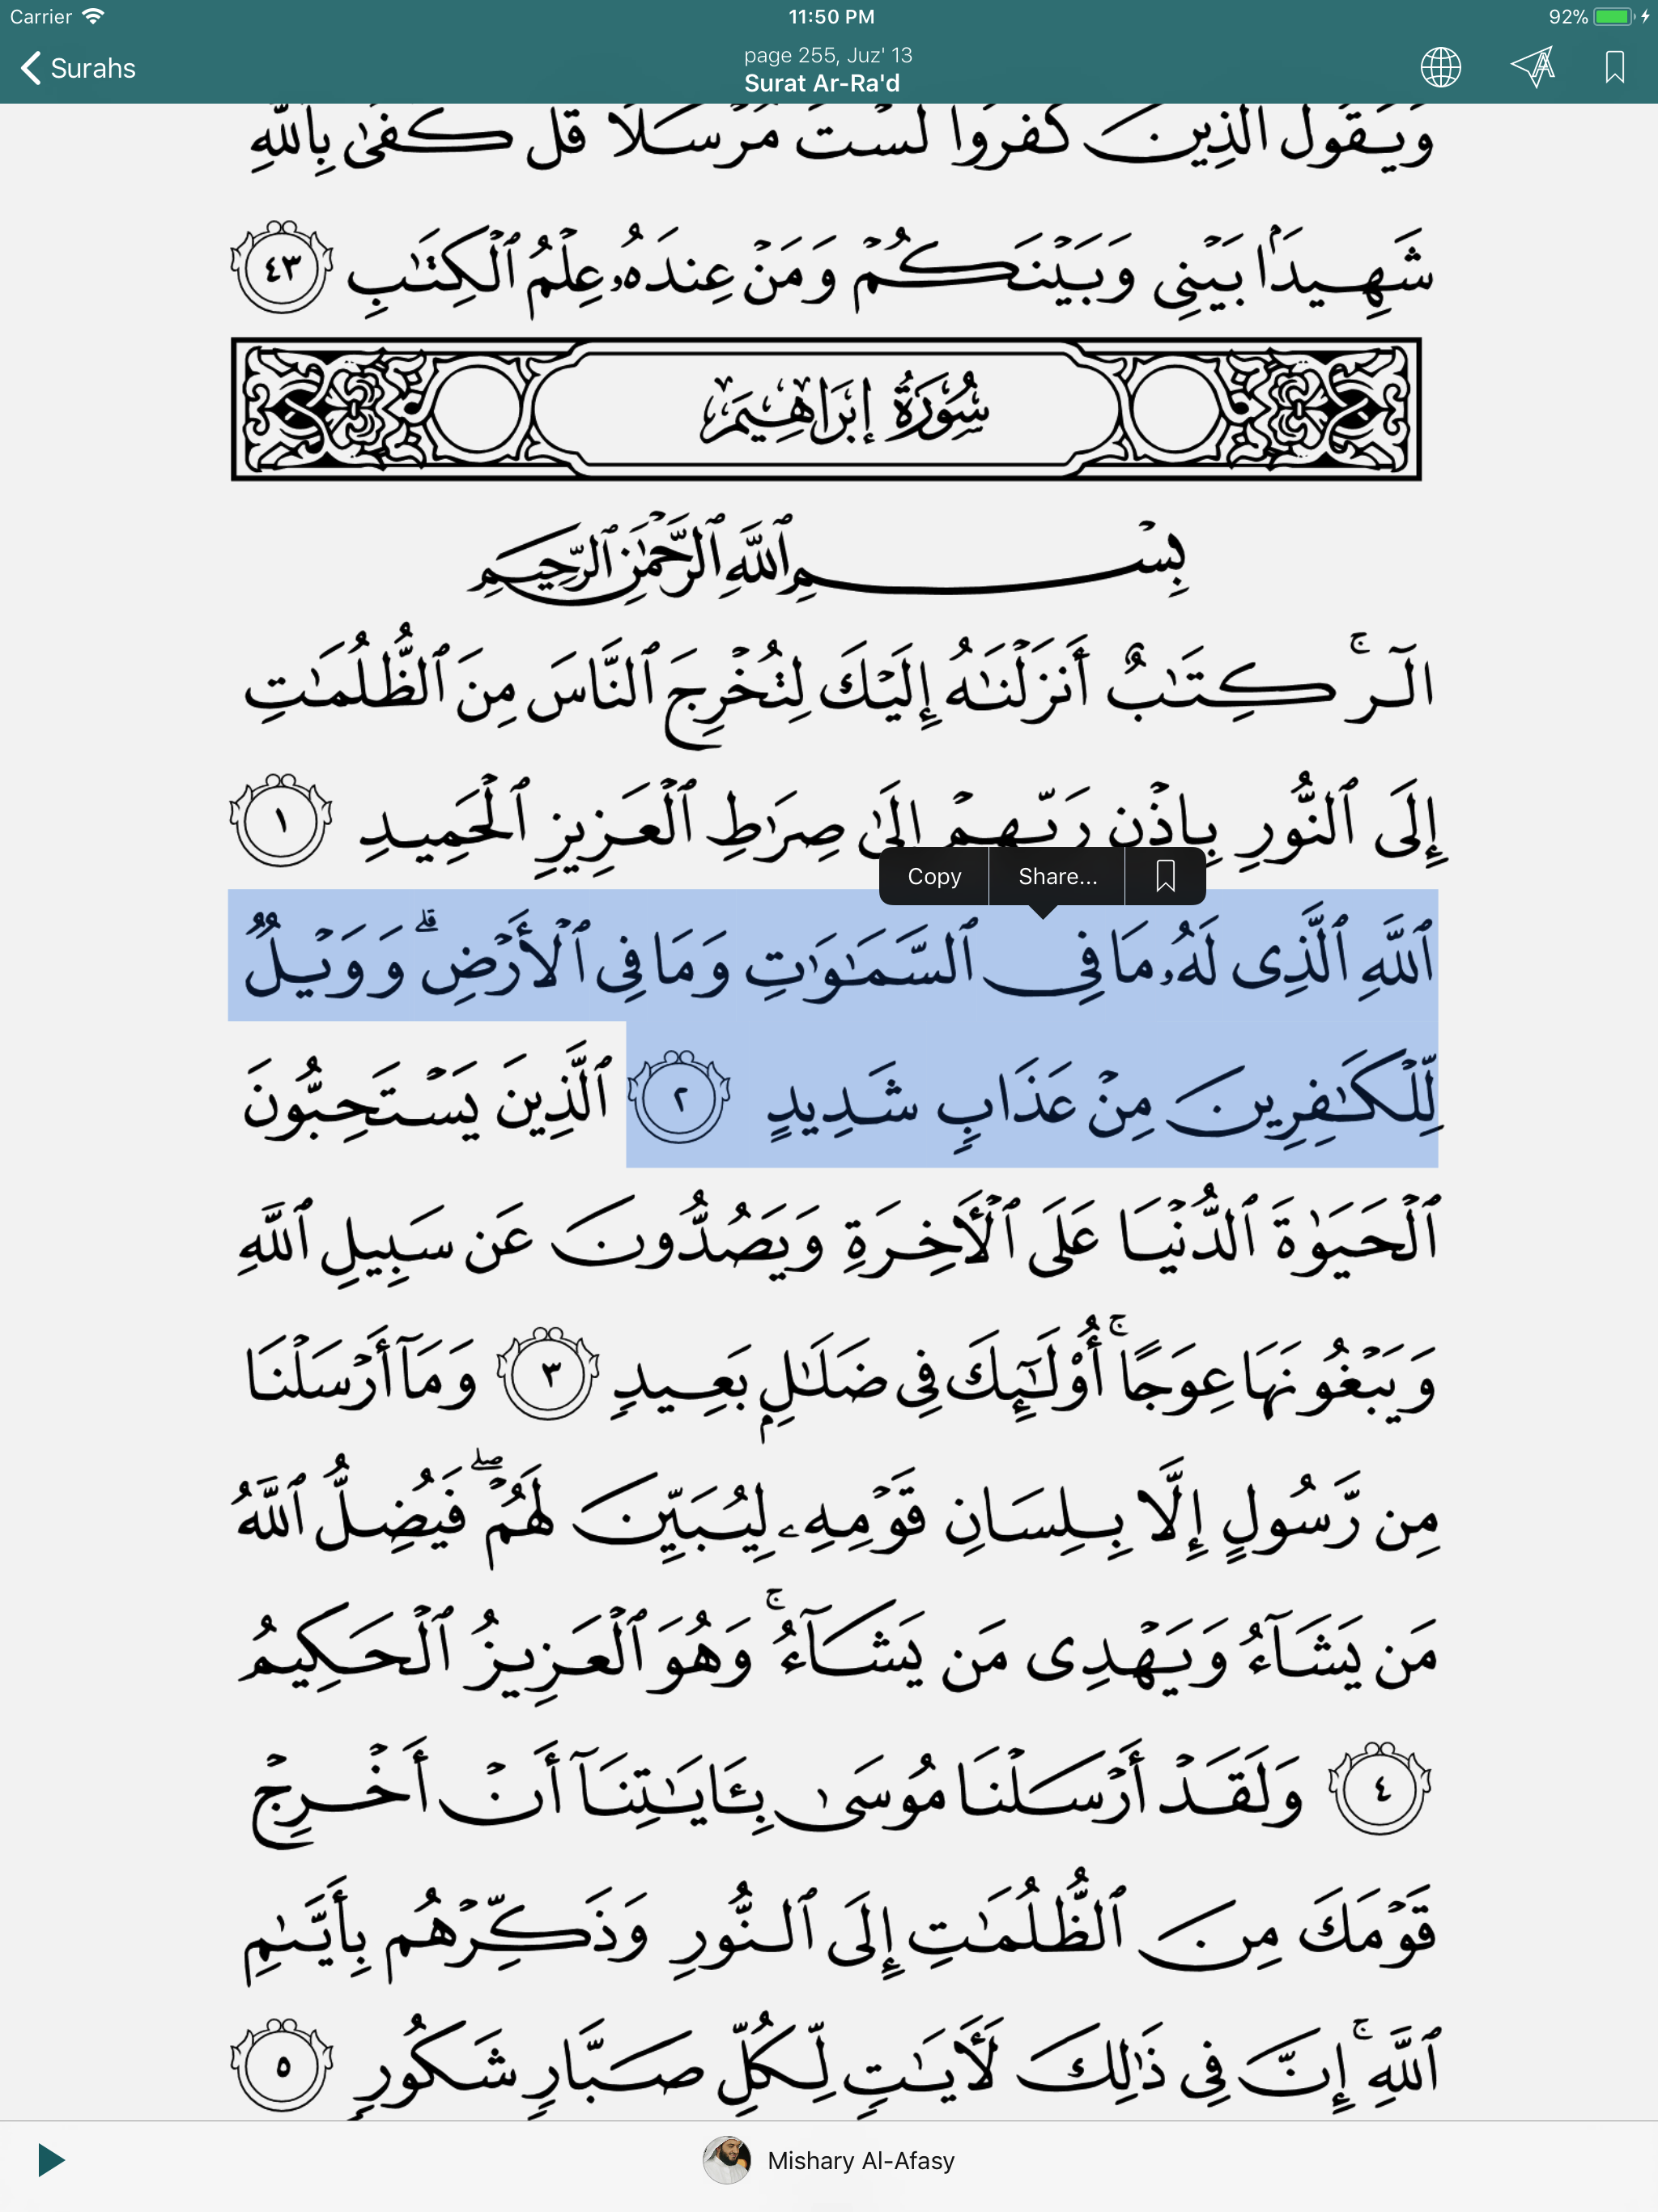 Carrier 11:50 PM 92%
Surahs
page 255, Juz' 13
Surat Ar-Ra'd
وَيَقُولُ ٱلَّذِينَ كَفَرُوا۟ لَسْتَ مُرْسَلًا قُلْ كَفَىٰ بِٱللَّهِ
شَهِيدًۢا بَيْنِى وَبَيْنَكُمْ وَمَنْ عِندَهُۥ عِلْمُ ٱلْكِتَـٰبِ ٤٣
سُورَةُ إِبْرَاهِيم
بِسْمِ ٱللَّهِ ٱلرَّحْمَـٰنِ ٱلرَّحِيمِ
الٓر ۚ كِتَـٰبٌ أَنزَلْنَـٰهُ إِلَيْكَ لِتُخْرِجَ ٱلنَّاسَ مِنَ ٱلظُّلُمَـٰتِ
إِلَى ٱلنُّورِ بِإِذْنِ رَبِّهِمْ إِلَىٰ صِرَٰطِ ٱلْعَزِيزِ ٱلْحَمِيدِ ١
Copy Share...
ٱللَّهِ ٱلَّذِى لَهُۥ مَا فِى ٱلسَّمَـٰوَٰتِ وَمَا فِى ٱلْأَرْضِ ۗ وَوَيْلٌ
لِّلْكَـٰفِرِينَ مِنْ عَذَابٍ شَدِيدٍ ٢ ٱلَّذِينَ يَسْتَحِبُّونَ
ٱلْحَيَوٰةَ ٱلدُّنْيَا عَلَى ٱلْـَٔاخِرَةِ وَيَصُدُّونَ عَن سَبِيلِ ٱللَّهِ
وَيَبْغُونَهَا عِوَجًا ۚ أُو۟لَـٰٓئِكَ فِى ضَلَـٰلٍۭ بَعِيدٍ ٣ وَمَآ أَرْسَلْنَا
مِن رَّسُولٍ إِلَّا بِلِسَانِ قَوْمِهِۦ لِيُبَيِّنَ لَهُمْ ۖ فَيُضِلُّ ٱللَّهُ
مَن يَشَآءُ وَيَهْدِى مَن يَشَآءُ ۚ وَهُوَ ٱلْعَزِيزُ ٱلْحَكِيمُ
٤ وَلَقَدْ أَرْسَلْنَا مُوسَىٰ بِـَٔايَـٰتِنَآ أَنْ أَخْرِجْ
قَوْمَكَ مِنَ ٱلظُّلُمَـٰتِ إِلَى ٱلنُّورِ وَذَكِّرْهُم بِأَيَّىٰمِ
ٱللَّهِ ۚ إِنَّ فِى ذَٰلِكَ لَـَٔايَـٰتٍ لِّكُلِّ صَبَّارٍ شَكُورٍ ٥
Mishary Al-Afasy